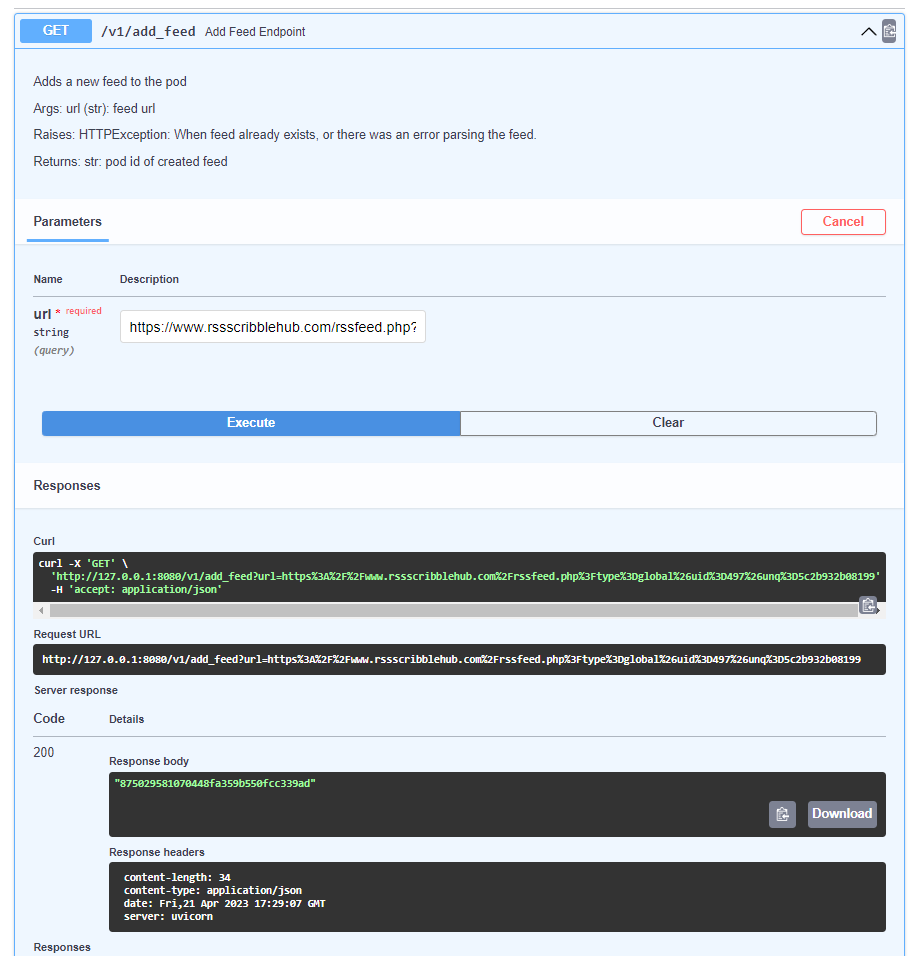 GET /v1/add_feed Add Feed Endpoint
Adds a new feed to the pod
Args: url (str): feed url
Raises: HTTPException: When feed already exists, or there was an error parsing the feed.
Returns: str: pod id of created feed
Parameters
Cancel
Name Description
url * required
string
(query)
https://www.rssscribblehub.com/rssfeed.php?
Execute
Clear
Responses
Curl
curl -X 'GET' \
'http://127.0.0.1:8080/v1/add_feed?url=https%3A%2F%2Fwww.rssscribblehub.com%2Frssfeed.php%3Ftype%3Dglobal%26uid%3D497%26unq%3D5c2b932b08199'
-H 'accept: application/json'
Request URL
http://127.0.0.1:8080/v1/add_feed?url=https%3A%2F%2Fwww.rssscribblehub.com%2Frssfeed.php%3Ftype%3Dglobal%26uid%3D497%26unq%3D5c2b932b08199
Server response
Code Details
200
Response body
"875029581070448fa359b550fcc339ad"
Download
Response headers
content-length: 34
content-type: application/json
date: Fri,21 Apr 2023 17:29:07 GMT
server: uvicorn
Responses